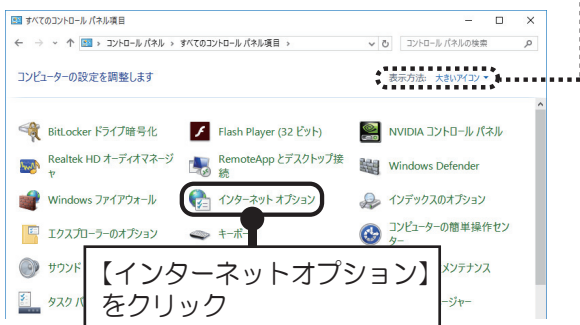 すべてのコントロール パネル項目
コントロール パネル › すべてのコントロール パネル項目 ›
コントロール パネルの検索
コンピューターの設定を調整します
表示方法: 大きいアイコン
BitLocker ドライブ暗号化
Flash Player (32 ビット)
NVIDIA コントロール パネル
Realtek HD オーディオマネージ
ャ
RemoteApp とデスクトップ接
続
Windows Defender
Windows ファイアウォール
インターネット オプション
インデックスのオプション
エクスプローラーのオプション
キーボー
コンピューターの簡単操作セン
ター
サウンド
メンテナンス
タスク バ
ージャー
【インターネットオプション】
をクリック